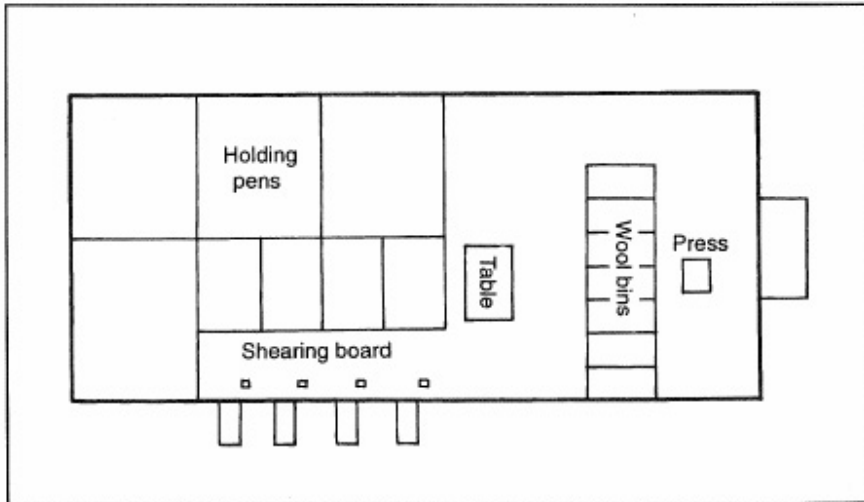 Holding
pens
Wool bins
Press
Table
Shearing board